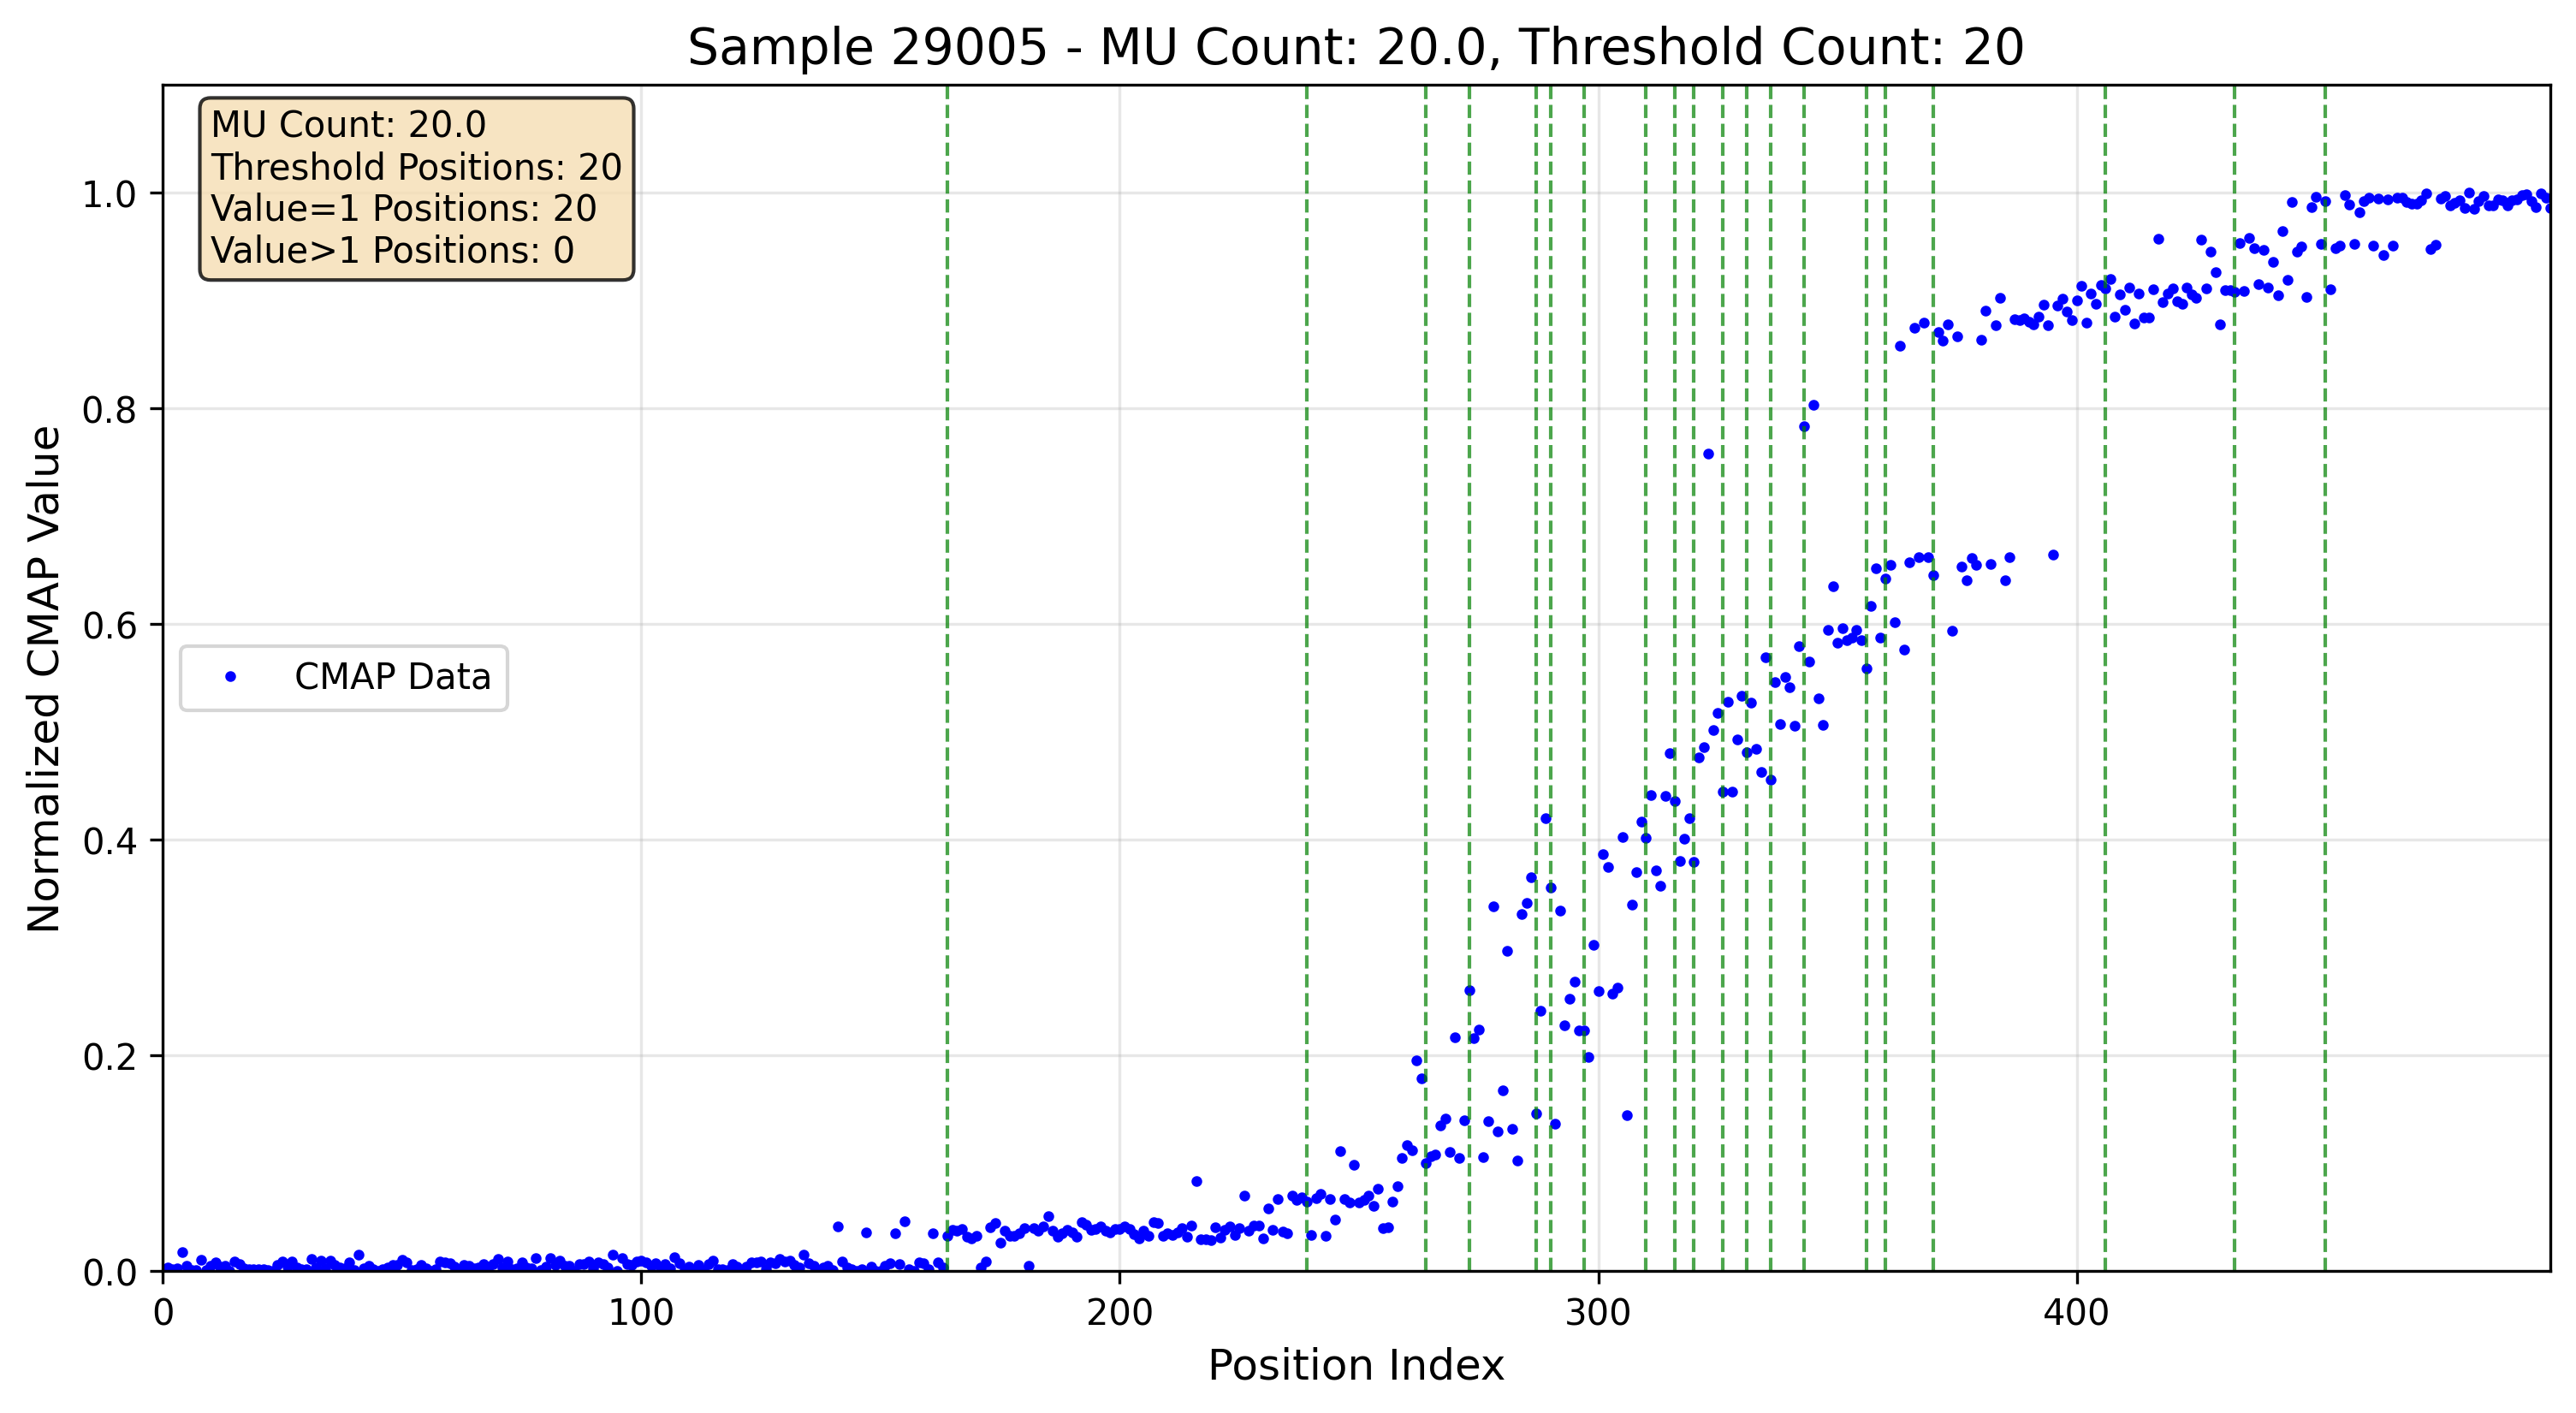 Sample 29005 - MU Count: 20.0, Threshold Count: 20
MU Count: 20.0
Threshold Positions: 20
Value=1 Positions: 20
Value>1 Positions: 0
1.0
0.8
0.6
0.4
0.2
0.0
Normalized CMAP Value
CMAP Data
0 100 200 300 400
Position Index